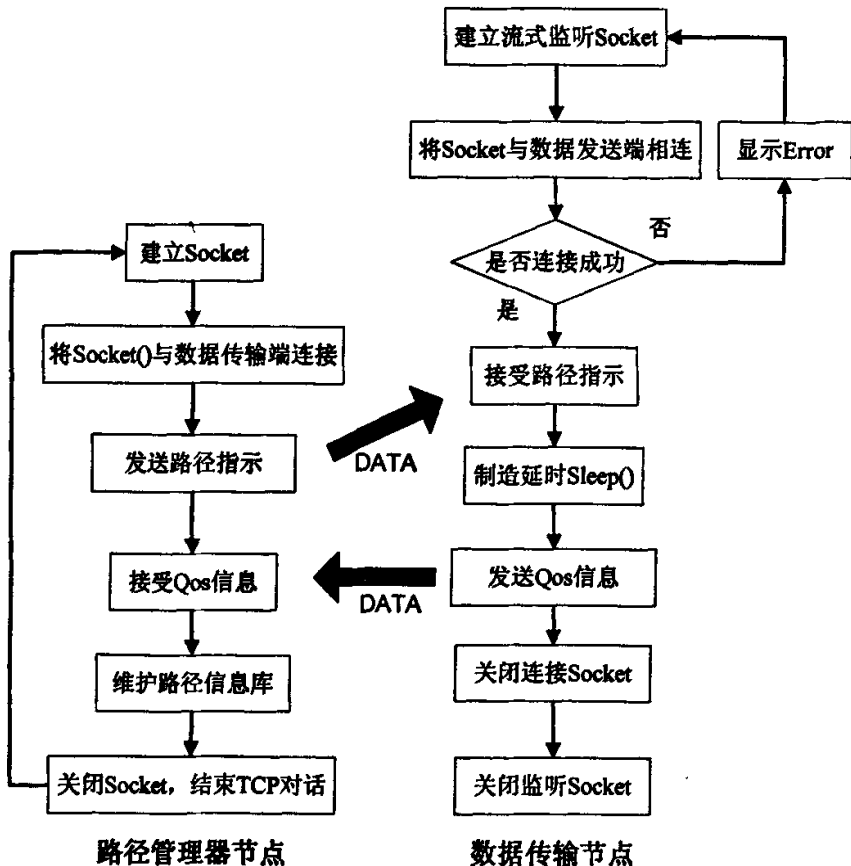 建立流式监听Socket
将Socket与数据发送端相连
显示Error
是否连接成功
否
是
接受路径指示
制造延时Sleep()
发送Qos信息
关闭连接Socket
关闭监听Socket
数据传输节点
建立Socket
将Socket()与数据传输端连接
发送路径指示
DATA
接受Qos信息
DATA
维护路径信息库
关闭Socket，结束TCP对话
路径管理器节点